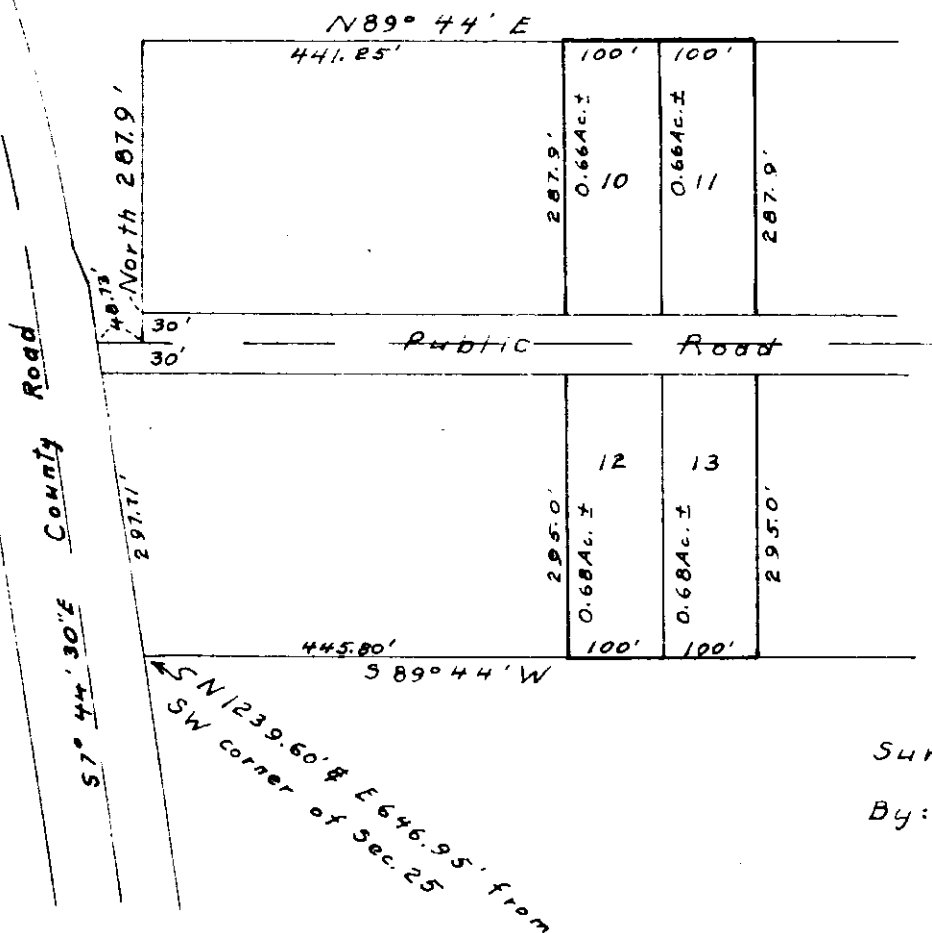 N 89° 44' E
441.25'
100'
100'
North 287.9'
287.9'
0.66Ac.±
10
0.66Ac.±
11
287.9'
48.73'
30'
30'
Public Road
County Road
S7° 44' 30"E
297.71'
295.0'
12
0.68Ac.±
13
0.68Ac.±
295.0'
445.80'
100'
100'
S 89° 44' W
N 1239.60' & E 646.95' from
SW corner of Sec. 25
Sur
By: